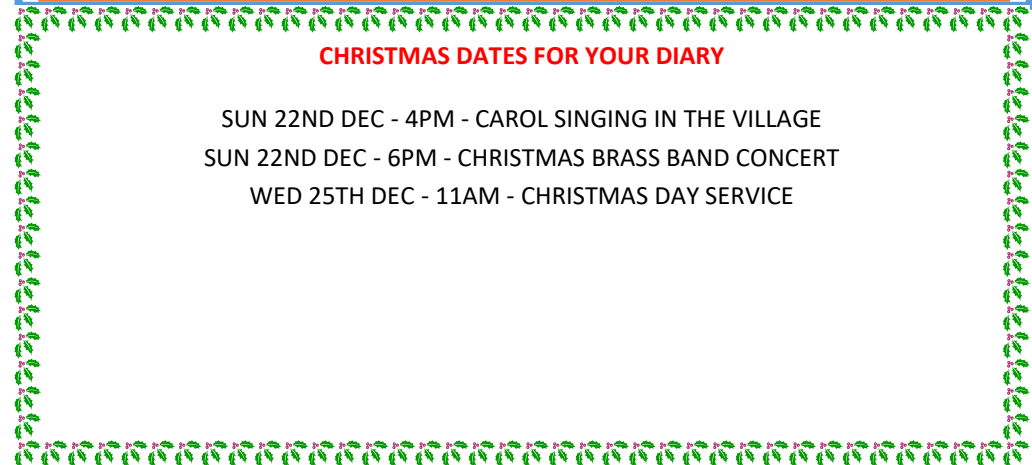 CHRISTMAS DATES FOR YOUR DIARY
SUN 22ND DEC - 4PM - CAROL SINGING IN THE VILLAGE
SUN 22ND DEC - 6PM - CHRISTMAS BRASS BAND CONCERT
WED 25TH DEC - 11AM - CHRISTMAS DAY SERVICE